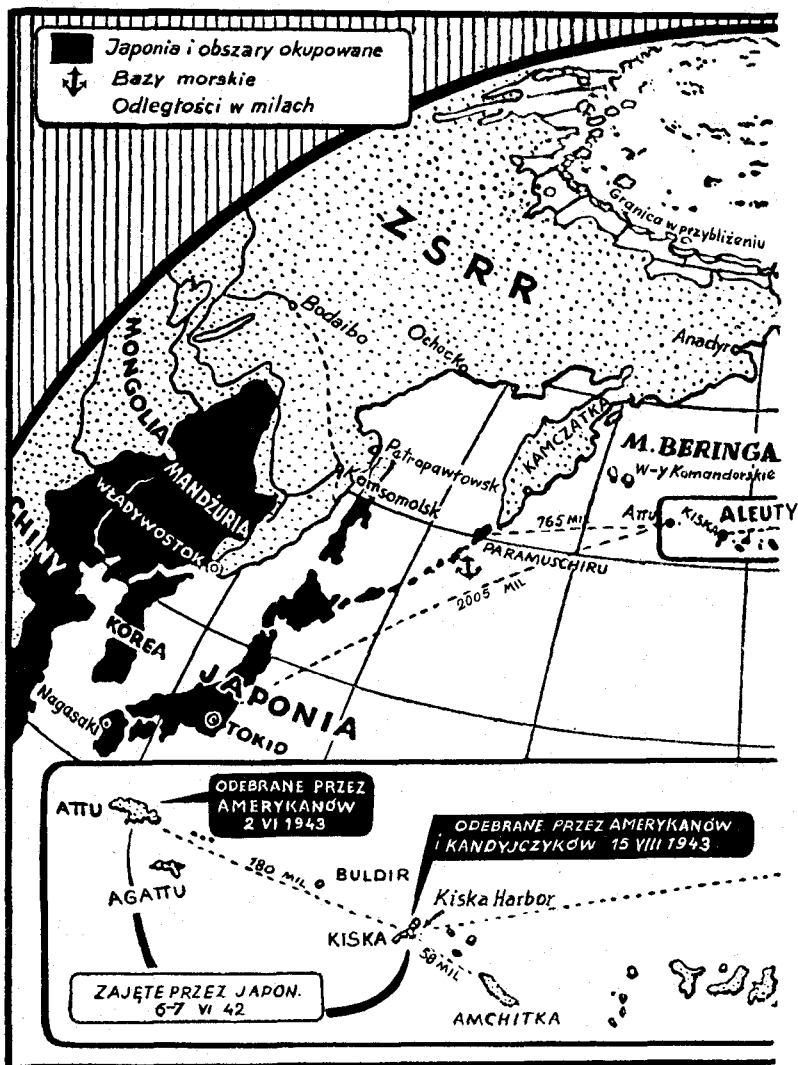 Japonia i obszary okupowane
Bazy morskie
Odległości w milach
Granica w przybliżeniu
ZSRR
Bodaibo
Ochock
Anadyr
MONGOLIA
KAMCZATKA
M. BERINGA
W-y Komandorskie
Pętropawłowsk
Komsomolsk
MANDŻURIA
WŁADYWOSTOK
CHINY
765 MIL
ATTU
KISKA
ALEUTY
PARAMUSCHIRU
2005 MIL
KOREA
JAPONIA
Nagasaki
TOKIO
ATTU
ODEBRANE PRZEZ
AMERYKANÓW
2 VI 1943
ODEBRANE PRZEZ AMERYKANÓW
i KANDYJCZYKÓW 15 VIII 1943
180 MIL
BULDIR
AGATTU
Kiska Harbor
KISKA
58 MIL
ZAJĘTE PRZEZ JAPON.
6-7 VI 42
AMCHITKA